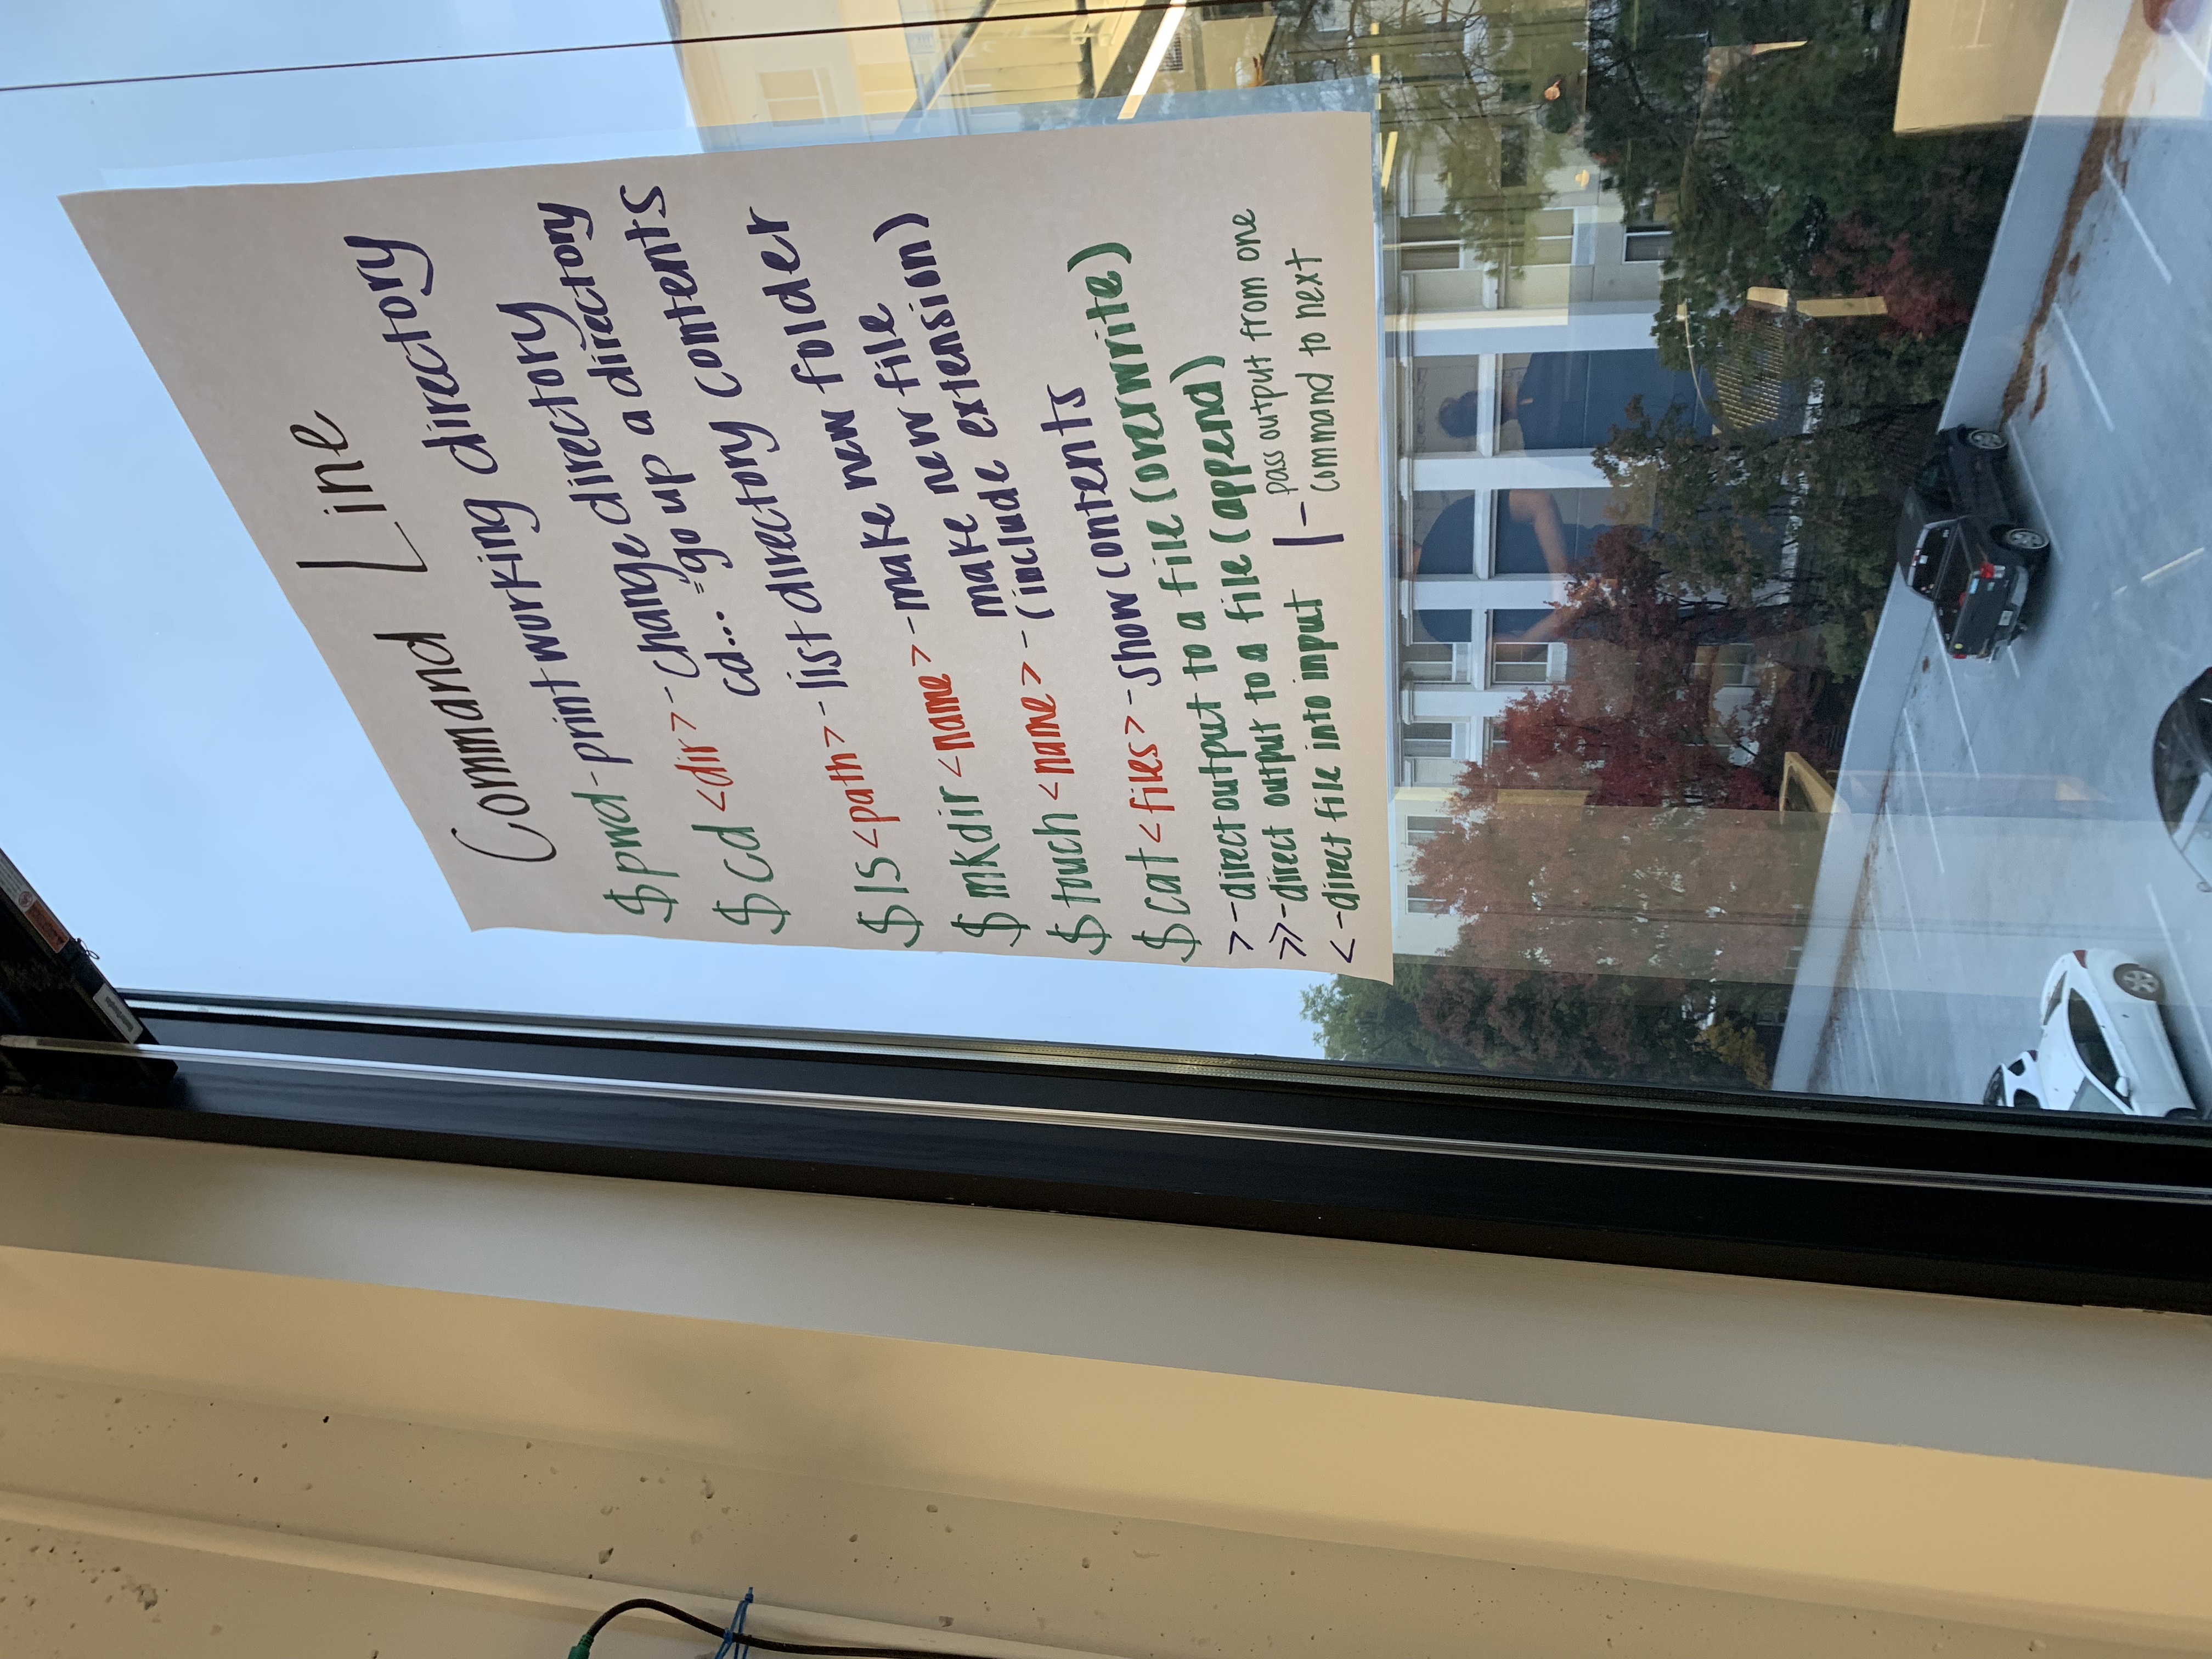 Command Line
$pwd-print working directory
$cd <dir> - change directory
cd... = go up a directory
$ls <path> - list directory contents
$mkdir <name> - make new folder
$touch <name> - make new file
(include extension)
$cat <files> - show contents
> - direct output to a file (overwrite)
>> - direct output to a file (append)
< - direct file into input
| - pass output from one
command to next